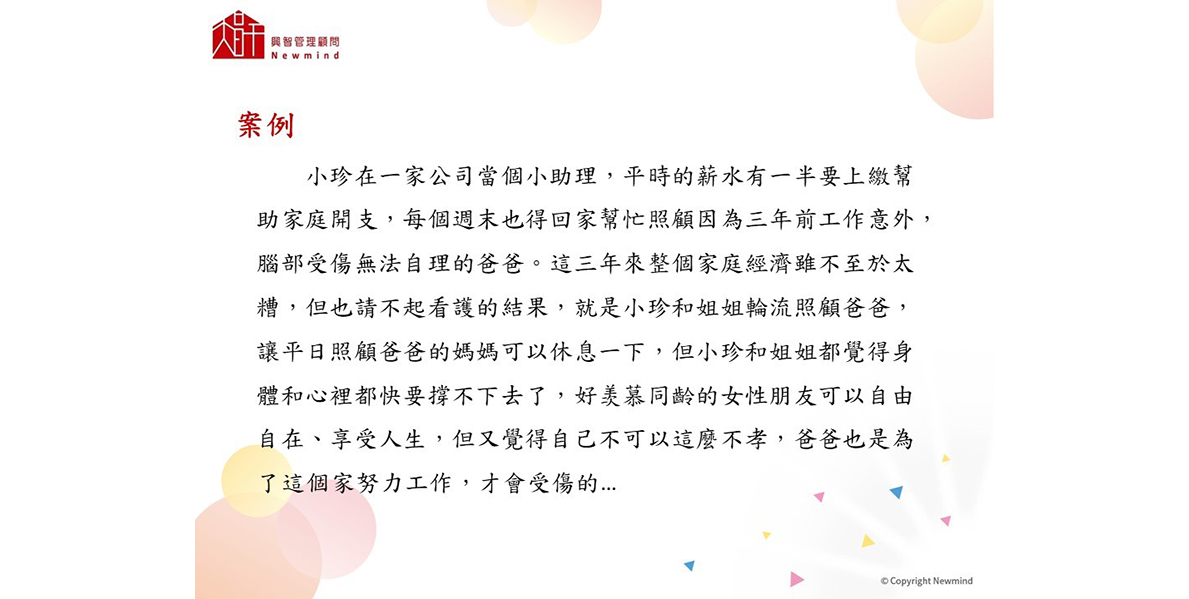 興智管理顧問
Newmind
案例
小珍在一家公司當個小助理，平時的薪水有一半要上繳幫
助家庭開支，每個週末也得回家幫忙照顧因為三年前工作意外，
腦部受傷無法自理的爸爸。這三年來整個家庭經濟雖不至於太
糟，但也請不起看護的結果，就是小珍和姐姐輪流照顧爸爸，
讓平日照顧爸爸的媽媽可以休息一下，但小珍和姐姐都覺得身
體和心裡都快要撐不下去了，好羨慕同齡的女性朋友可以自由
自在、享受人生，但又覺得自己不可以這麼不孝，爸爸也是為
了這個家努力工作，才會受傷的...
© Copyright Newmind